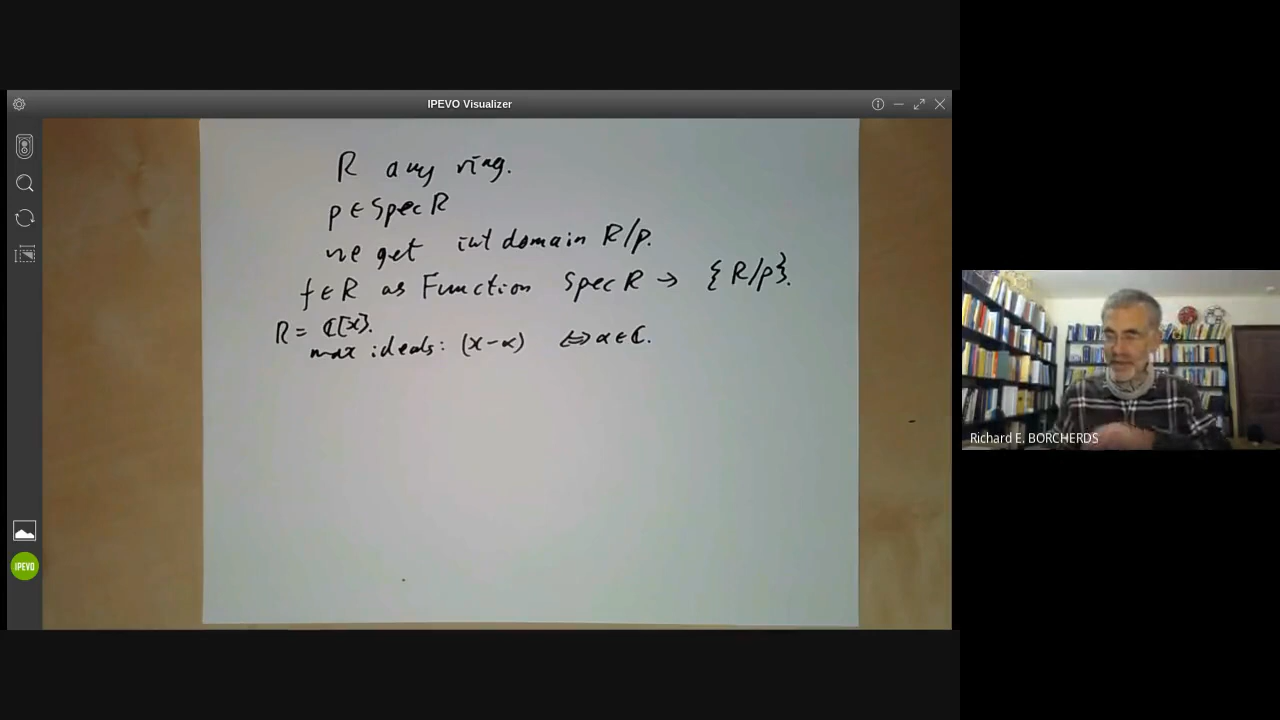 IPEVO Visualizer
R any ring.
p ∈ Spec R
we get int domain R/p.
f ∈ R as Function Spec R → {R/p}.
R = ℂ[x].
max ideals: (x-α) ⇔ α ∈ ℂ.
Richard E. BORCHERDS
IPEVO